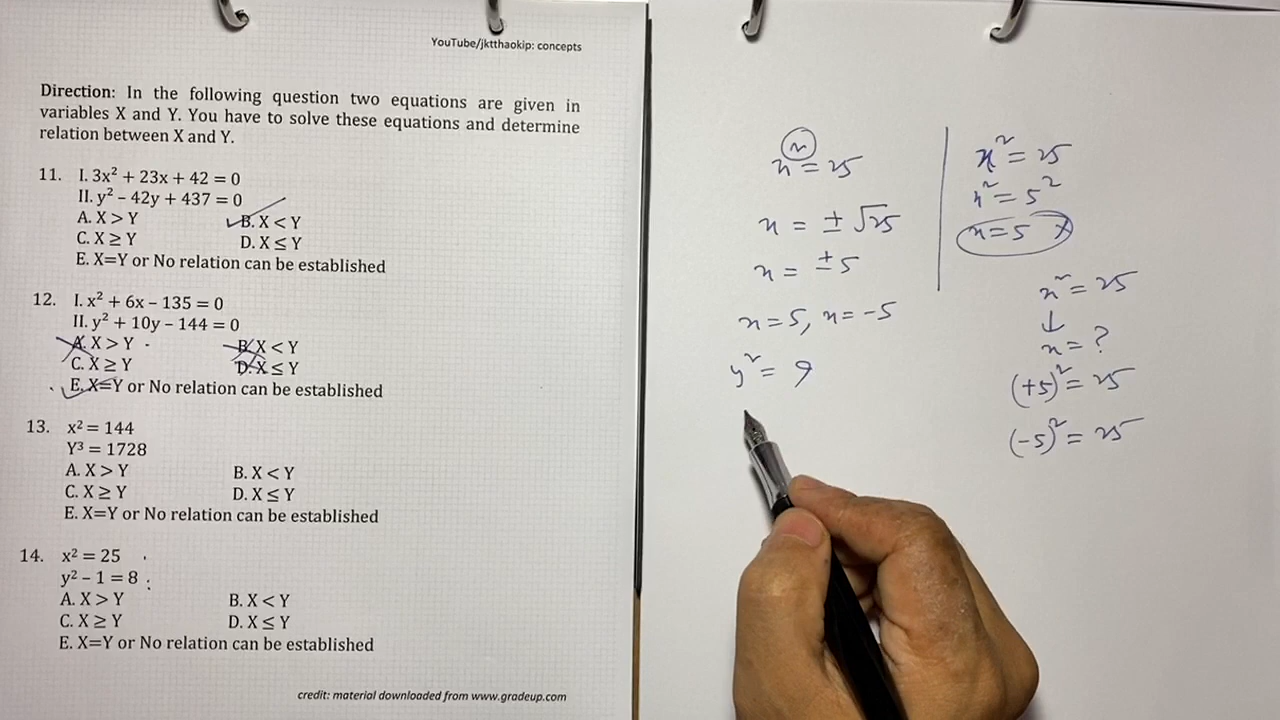 YouTube/jktthaokip: concepts
Direction: In the following question two equations are given in
variables X and Y. You have to solve these equations and determine
relation between X and Y.
11. I. 3x² + 23x + 42 = 0
II. y² – 42y + 437 = 0
A. X > Y B. X < Y
C. X ≥ Y D. X ≤ Y
E. X=Y or No relation can be established
12. I. x² + 6x – 135 = 0
II. y² + 10y – 144 = 0
A. X > Y B. X < Y
C. X ≥ Y D. X ≤ Y
E. X=Y or No relation can be established
13. x² = 144
Y³ = 1728
A. X > Y B. X < Y
C. X ≥ Y D. X ≤ Y
E. X=Y or No relation can be established
14. x² = 25
y² – 1 = 8
A. X > Y B. X < Y
C. X ≥ Y D. X ≤ Y
E. X=Y or No relation can be established
credit: material downloaded from www.gradeup.com
x² = 25
x = ± √25
x = ±5
x = 5, x = -5
y² = 9
x² = 25
x² = 5²
x = 5 ×
x² = 25
↓
x = ?
(+5)² = 25
(-5)² = 25